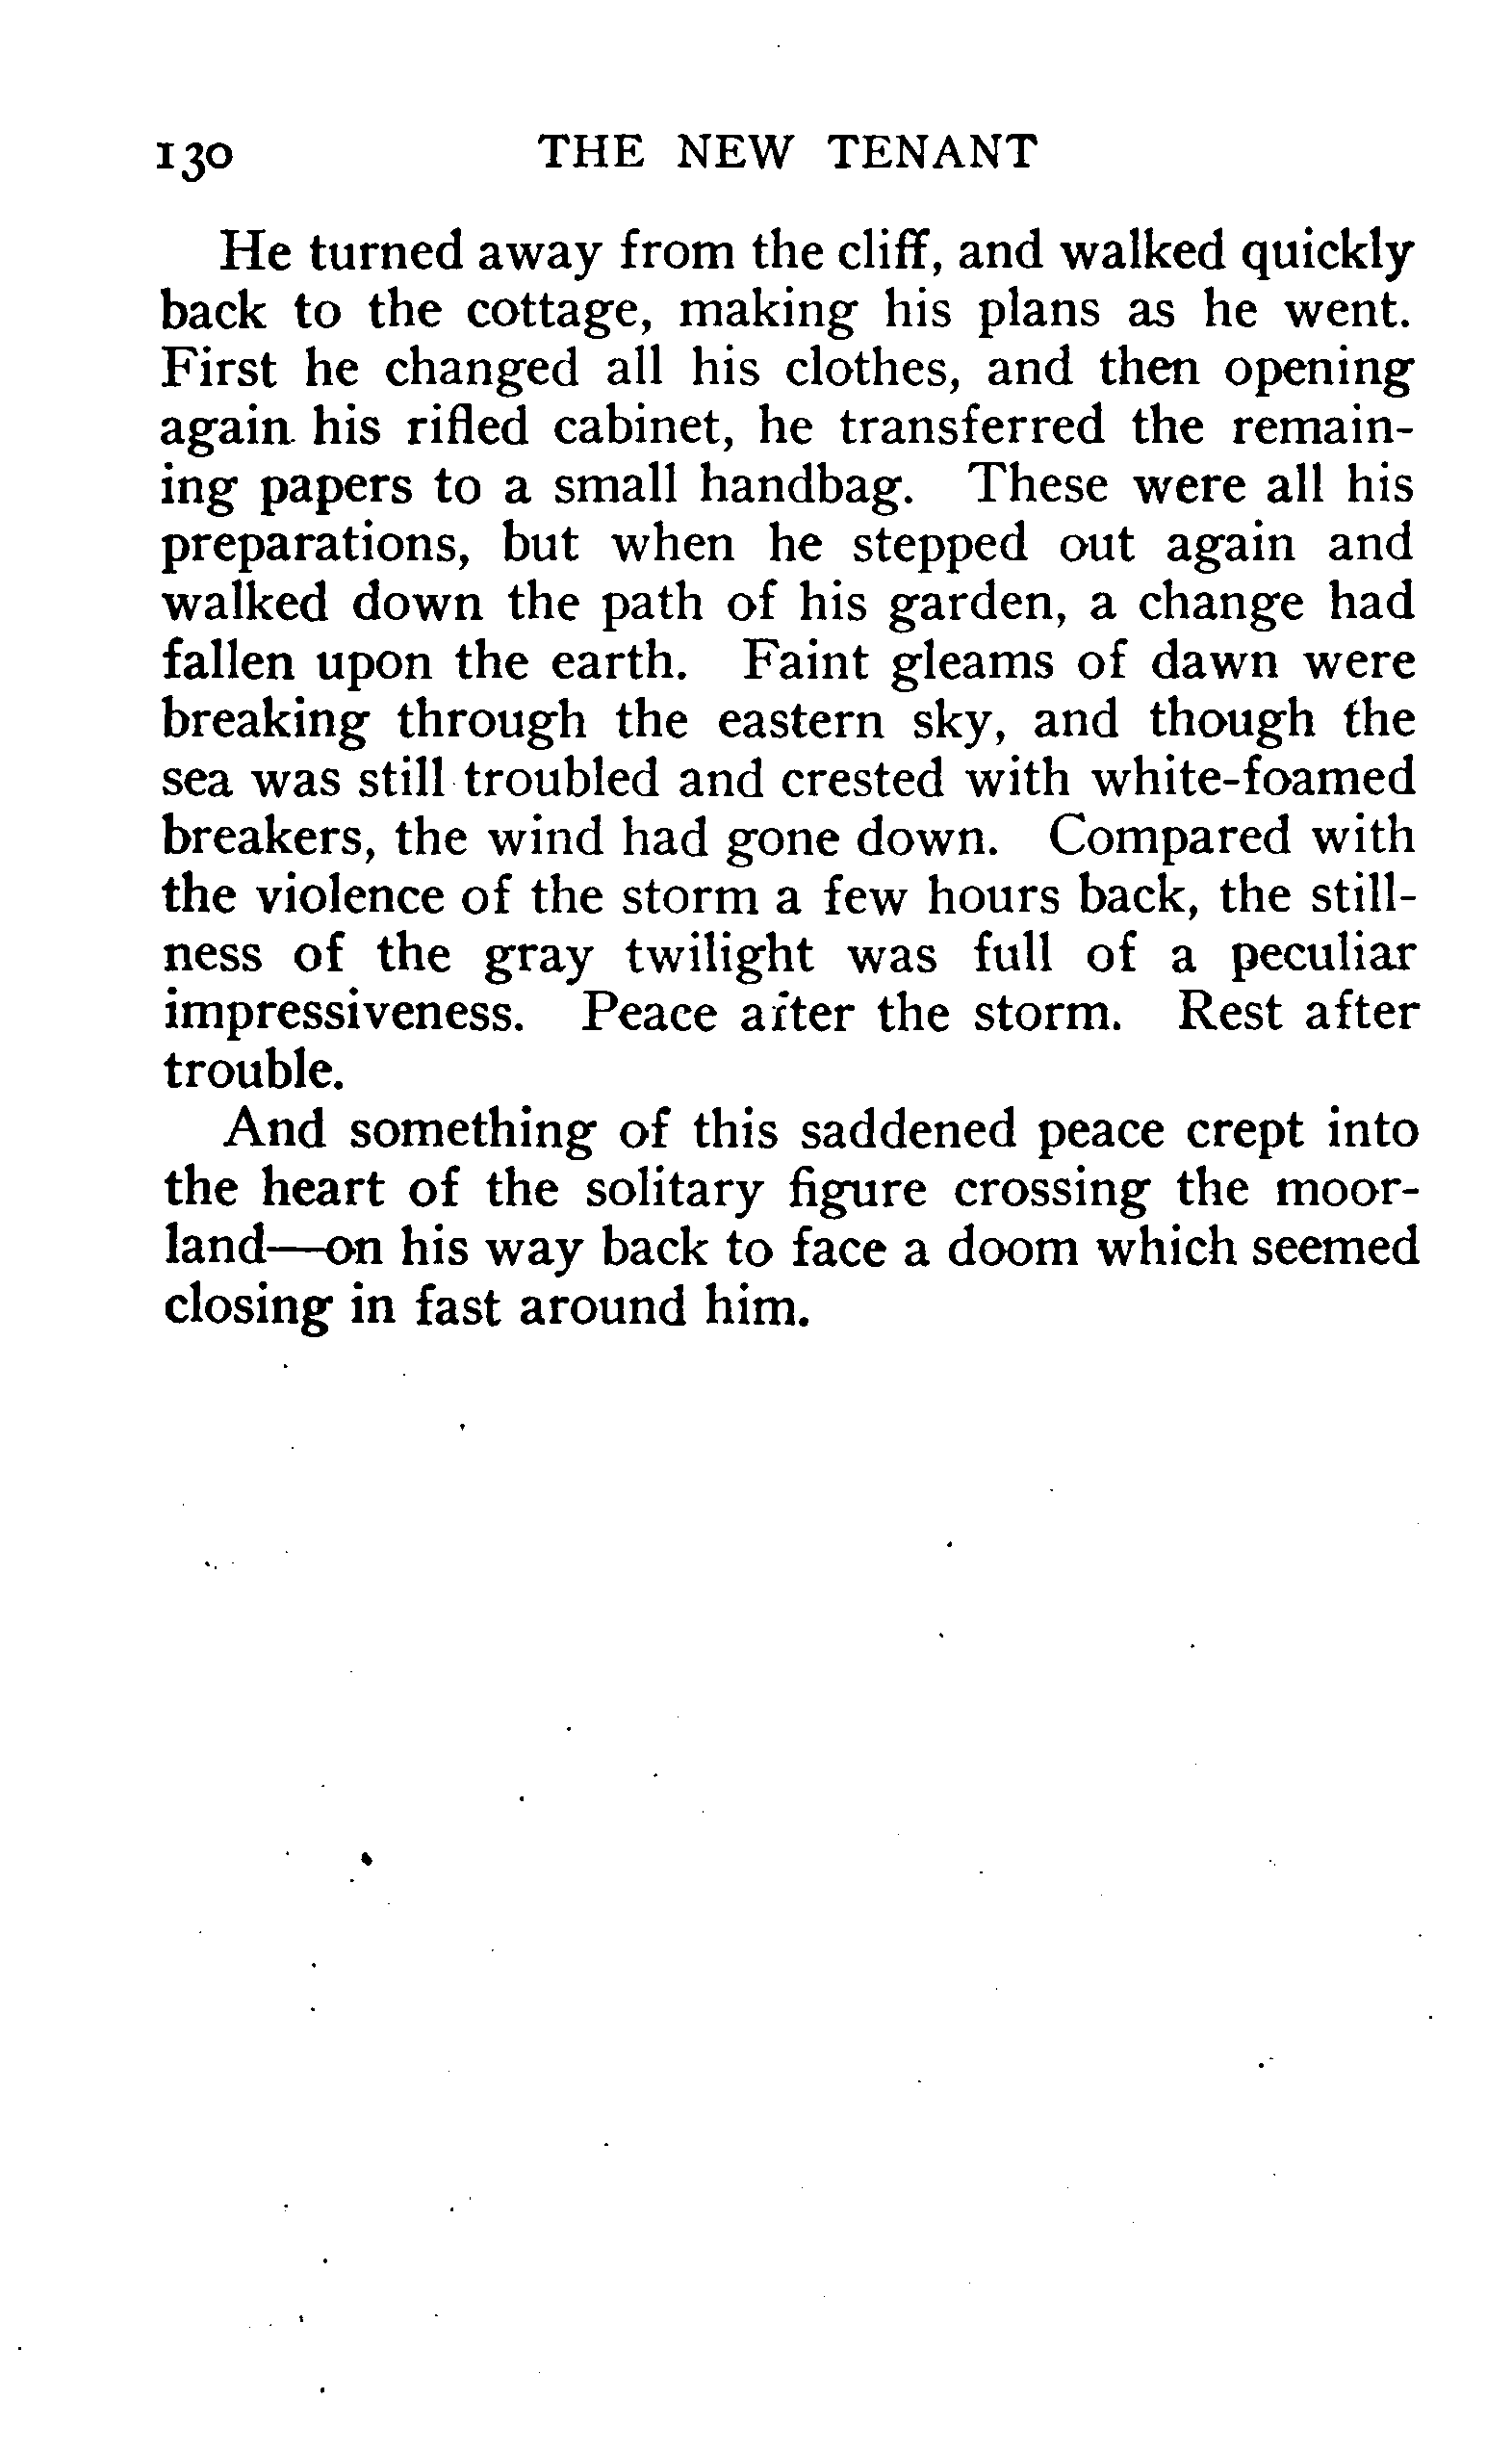 130 THE NEW TENANT
He turned away from the cliff, and walked quickly
back to the cottage, making his plans as he went.
First he changed all his clothes, and then opening
again his rifled cabinet, he transferred the remain-
ing papers to a small handbag. These were all his
preparations, but when he stepped out again and
walked down the path of his garden, a change had
fallen upon the earth. Faint gleams of dawn were
breaking through the eastern sky, and though the
sea was still troubled and crested with white-foamed
breakers, the wind had gone down. Compared with
the violence of the storm a few hours back, the still-
ness of the gray twilight was full of a peculiar
impressiveness. Peace after the storm. Rest after
trouble.
And something of this saddened peace crept into
the heart of the solitary figure crossing the moor-
land—on his way back to face a doom which seemed
closing in fast around him.